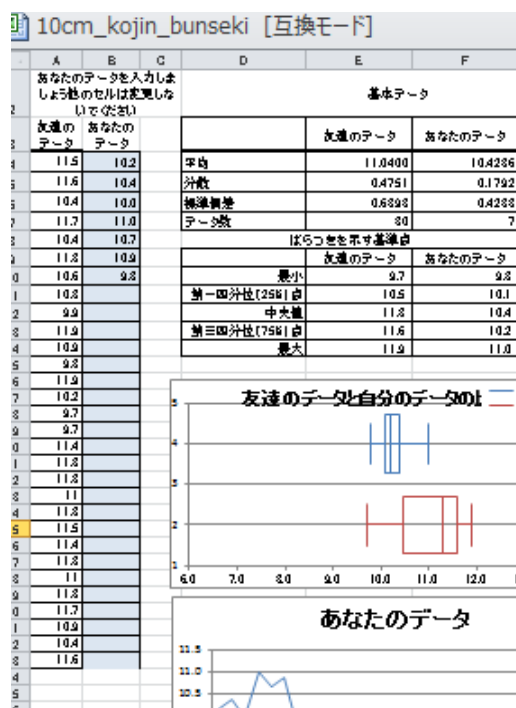 10cm_kojin_bunseki [互換モード]
A B C D E F
あなたのデータを入力しま
しょう他のセルは変更しな
いでください
基本データ
友達の あなたの
データ データ
友達のデータ あなたのデータ
11.5 10.2 平均 11.0400 10.4286
11.6 10.4 分散 0.4751 0.1792
10.4 10.0 標準偏差 0.6893 0.4233
11.7 11.0 データ数 30 7
10.4 10.7 ばらつきを示す基準点
11.3 10.9 友達のデータ あなたのデータ
10.6 9.8 最小 9.7 9.8
10.3 第一四分位(25%)点 10.5 10.1
9.9 中央値 11.3 10.4
11.9 第三四分位(75%)点 11.6 10.2
10.9 最大 11.9 11.0
9.8
11.9
10.2
9.7
9.7
11.4
11.3
11.3
11
11.3
11.5
11.4
11.3
11
11.3
11.7
10.9
10.4
11.6
友達のデータと自分のデータの
5
4
3
2
1
6.0 7.0 8.0 9.0 10.0 11.0 12.0
あなたのデータ
11.5
11.0
10.5